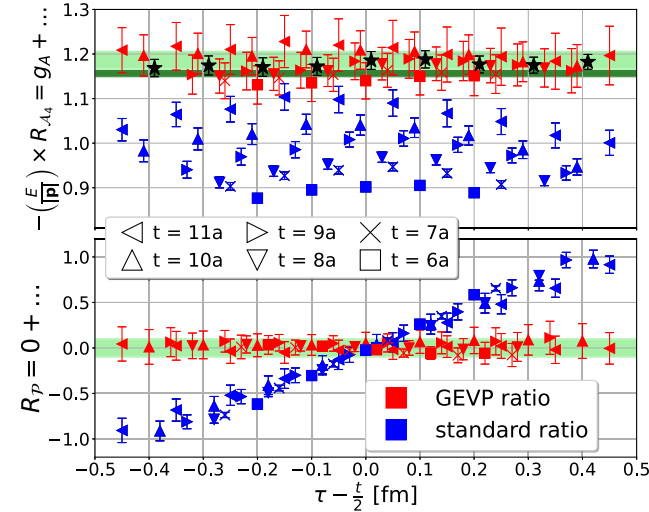 −(E/|p|) × R_{𝒜₄} = g_A + ...
1.3
1.2
1.1
1.0
0.9
t = 11a
t = 9a
t = 7a
t = 10a
t = 8a
t = 6a
R_𝒫 = 0 + ...
1.0
0.5
0.0
−0.5
−1.0
GEVP ratio
standard ratio
−0.5 −0.4 −0.3 −0.2 −0.1 0.0 0.1 0.2 0.3 0.4 0.5
τ − t/2 [fm]